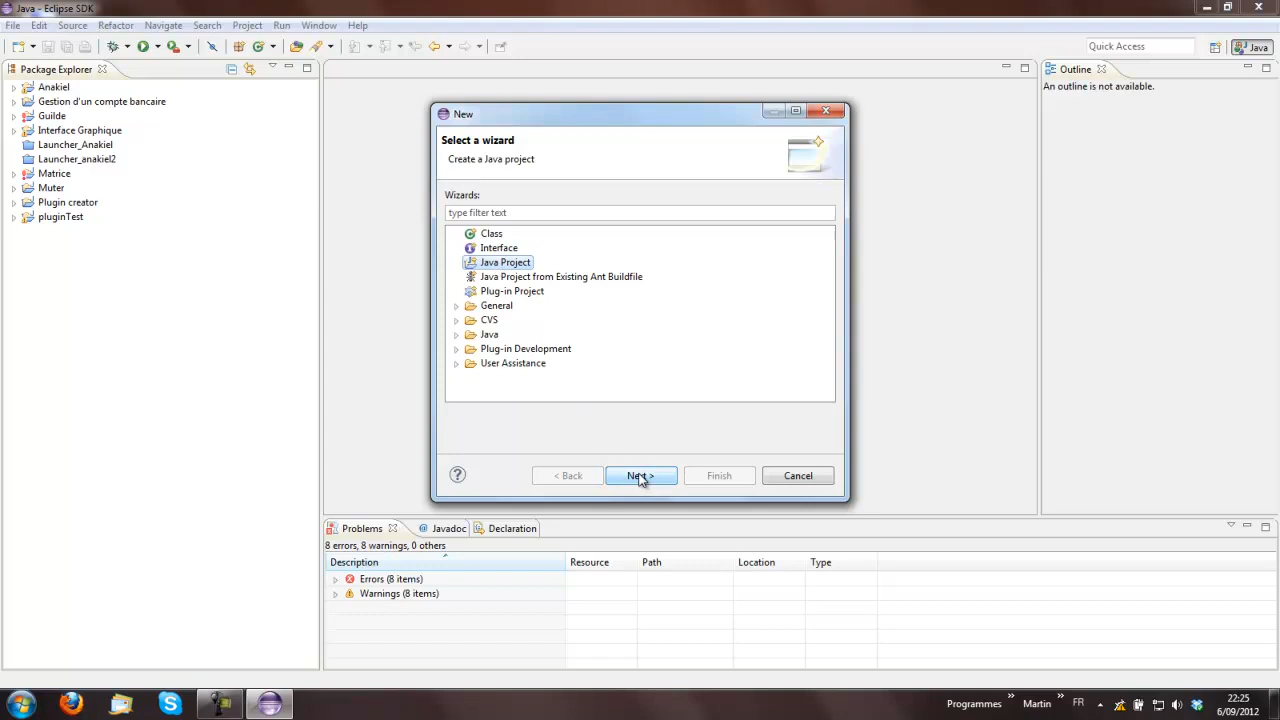 Java - Eclipse SDK
File Edit Source Refactor Navigate Search Project Run Window Help
Quick Access
Java
Package Explorer
Anakiel
Gestion d'un compte bancaire
Guilde
Interface Graphique
Launcher_Anakiel
Launcher_anakiel2
Matrice
Muter
Plugin creator
pluginTest
New
Select a wizard
Create a Java project
Wizards:
type filter text
Class
Interface
Java Project
Java Project from Existing Ant Buildfile
Plug-in Project
General
CVS
Java
Plug-in Development
User Assistance
< Back Next > Finish Cancel
Outline
An outline is not available.
Problems Javadoc Declaration
8 errors, 8 warnings, 0 others
Description Resource Path Location Type
Errors (8 items)
Warnings (8 items)
Programmes » Martin » FR
22:25
6/09/2012